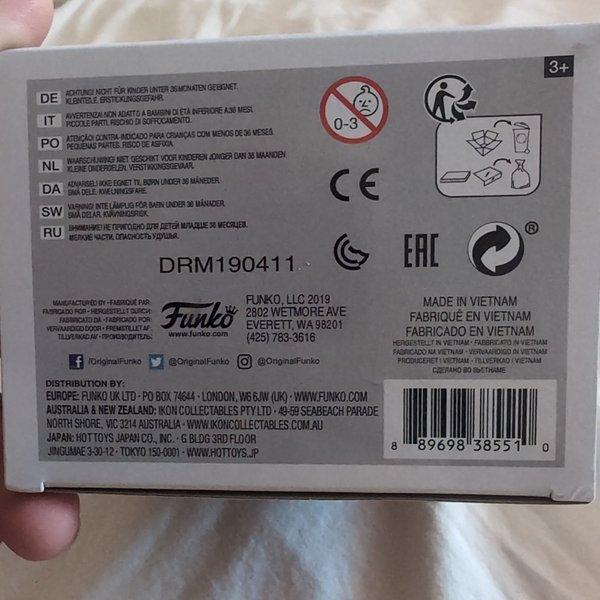 3+
DE ACHTUNG! NICHT FÜR KINDER UNTER 36 MONATEN GEEIGNET.
KLEINTEILE. ERSTICKUNGSGEFAHR.
IT AVVERTENZA! NON ADATTO A BAMBINI DI ETÀ INFERIORE A 36 MESI.
PICCOLE PARTI. RISCHIO DI SOFFOCAMENTO.
PO ATENÇÃO! CONTRA-INDICADO PARA CRIANÇAS COM MENOS DE 36 MESES.
PEQUENAS PARTES. RISCO DE ASFIXIA.
NL WAARSCHUWING! NIET GESCHIKT VOOR KINDEREN JONGER DAN 36 MAANDEN
KLEINE ONDERDELEN. VERSTIKKINGSGEVAAR.
DA ADVARSEL! IKKE EGNET TIL BØRN UNDER 36 MÅNEDER.
SMÅ DELE. KVÆLNINGSFARE.
SW VARNING! INTE LÄMPLIG FÖR BARN UNDER 36 MÅNADER.
SMÅ DELAR. KVÄVNINGSRISK.
RU ВНИМАНИЕ! НЕ ПРИГОДНО ДЛЯ ДЕТЕЙ МЛАДШЕ 36 МЕСЯЦЕВ.
МЕЛКИЕ ЧАСТИ. ОПАСНОСТЬ УДУШЬЯ.
0-3
CE
EAC
®
DRM190411
MANUFACTURED BY • FABRIQUÉ PAR:
FABRICADO POR • HERGESTELLT DURCH:
FABBRICATO DA • FABRICADO POR:
VERVAARDIGD DOOR • FREMSTILLET AF:
TILLVERKAD AV • ПРОИЗВОДИТЕЛЬ:
Funko
FUNKO, LLC 2019
2802 WETMORE AVE
EVERETT, WA 98201
(425) 783-3616
/OriginalFunko @OriginalFunko @OriginalFunko
MADE IN VIETNAM
FABRIQUÉ EN VIETNAM
FABRICADO EN VIETNAM
HERGESTELLT IN VIETNAM • FABBRICATO IN VIETNAM
FABRICADO NA VIETNAM • VERVAARDIGD IN VIETNAM
FREMSTILLET I VIETNAM • TILLVERKAD I VIETNAM
СДЕЛАНО ВО ВЬЕТНАМЕ
DISTRIBUTION BY:
EUROPE: FUNKO UK LTD • PO BOX 74644 • LONDON, W6 6JW (UK) • WWW.FUNKO.COM
AUSTRALIA & NEW ZEALAND: IKON COLLECTABLES PTY LTD • 49-59 SEABEACH PARADE
NORTH SHORE, VIC 3214 AUSTRALIA • WWW.IKONCOLLECTABLES.COM.AU
JAPAN: HOT TOYS JAPAN CO., INC. • G BLDG 3RD FLOOR
JINGUMAE 3-30-12 • TOKYO 150-0001 • WWW.HOTTOYS.JP
8 89698 38551 0